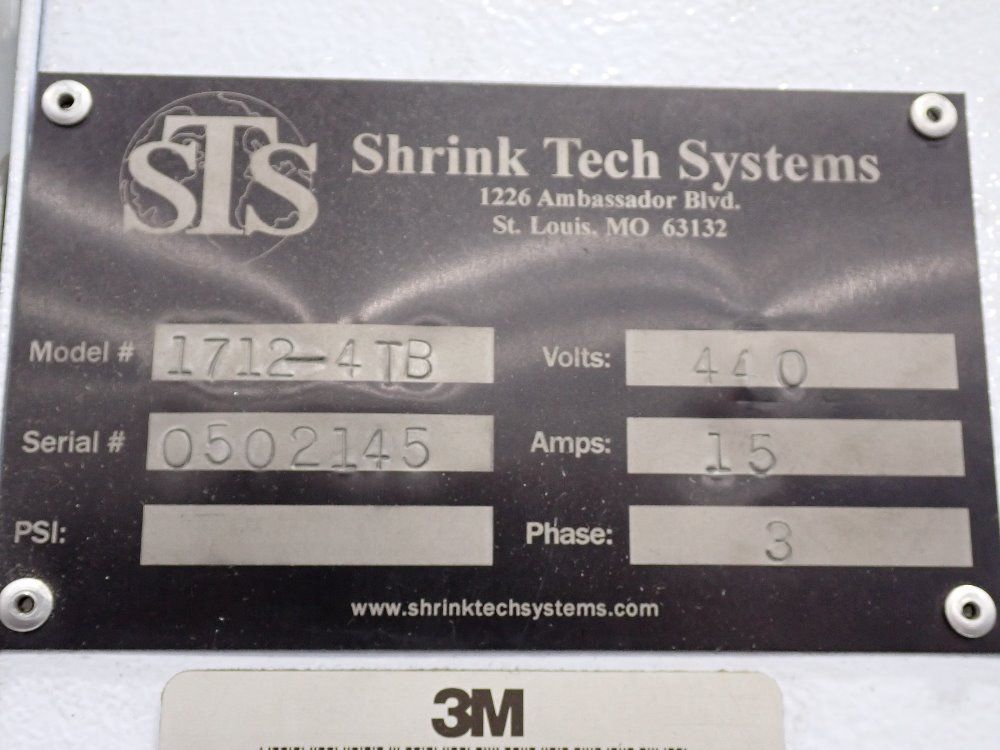 STS
Shrink Tech Systems
1226 Ambassador Blvd.
St. Louis, MO 63132
Model # 1712-4TB
Volts: 440
Serial # 0502145
Amps: 15
PSI:
Phase: 3
www.shrinktechsystems.com
3M